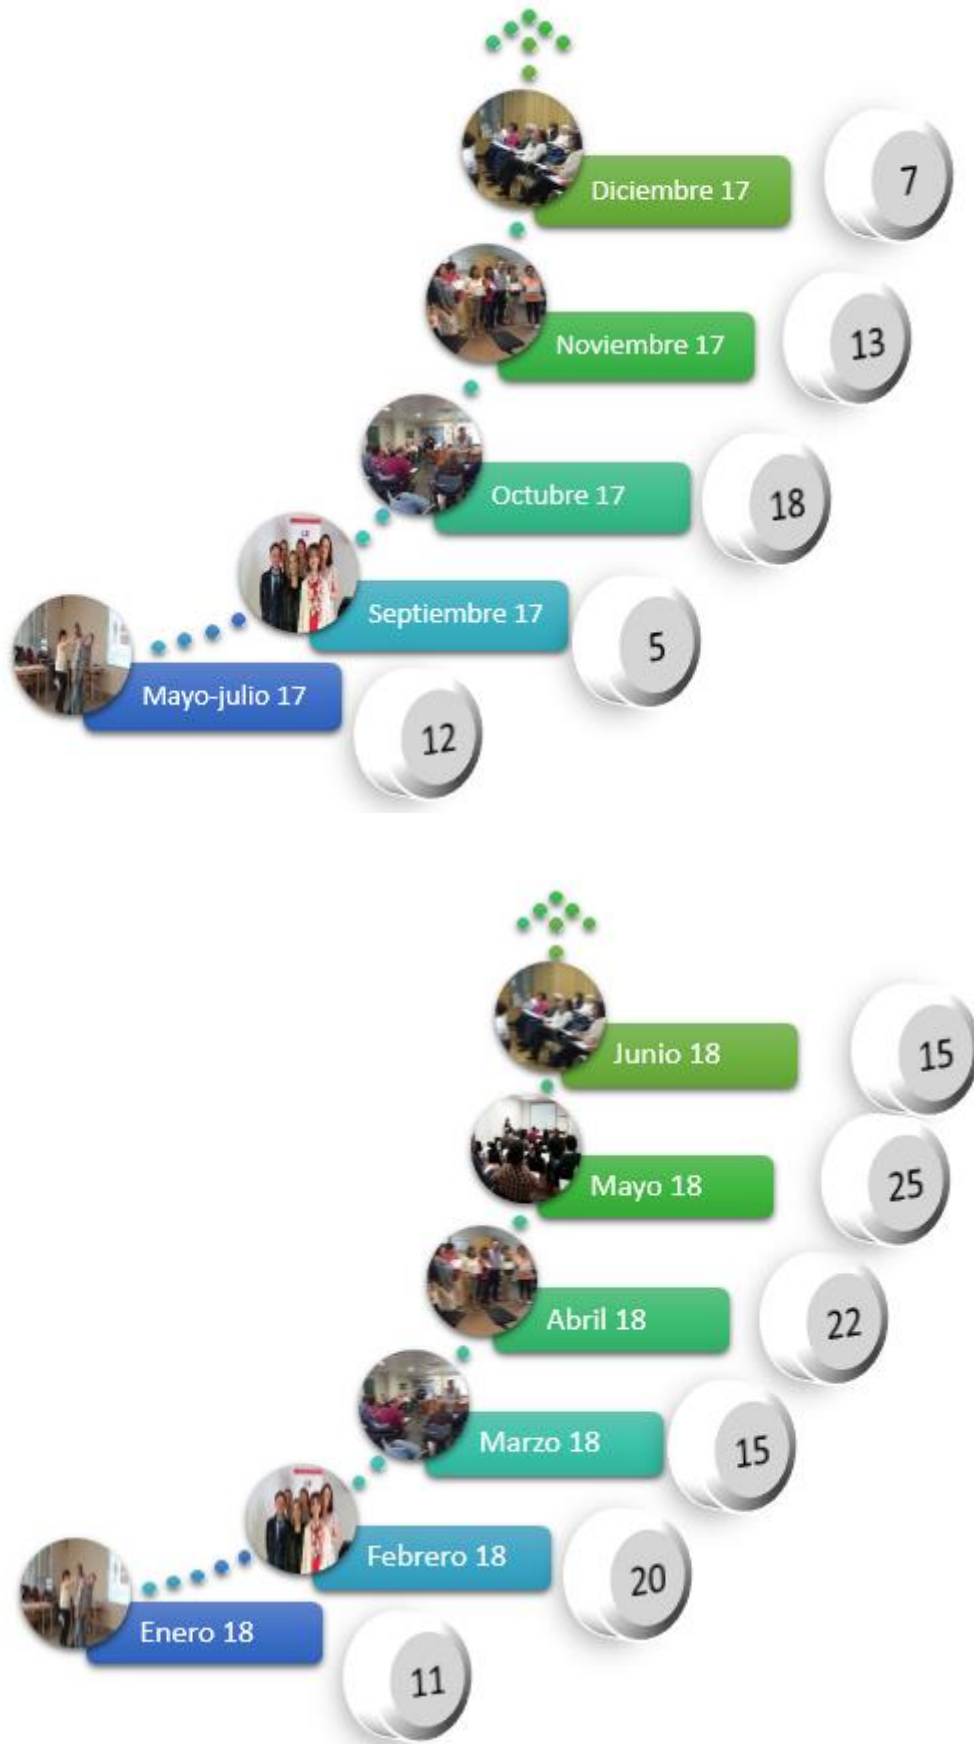 Diciembre 17
7
Noviembre 17
13
Octubre 17
18
Septiembre 17
5
Mayo-julio 17
12
Junio 18
15
Mayo 18
25
Abril 18
22
Marzo 18
15
Febrero 18
20
Enero 18
11